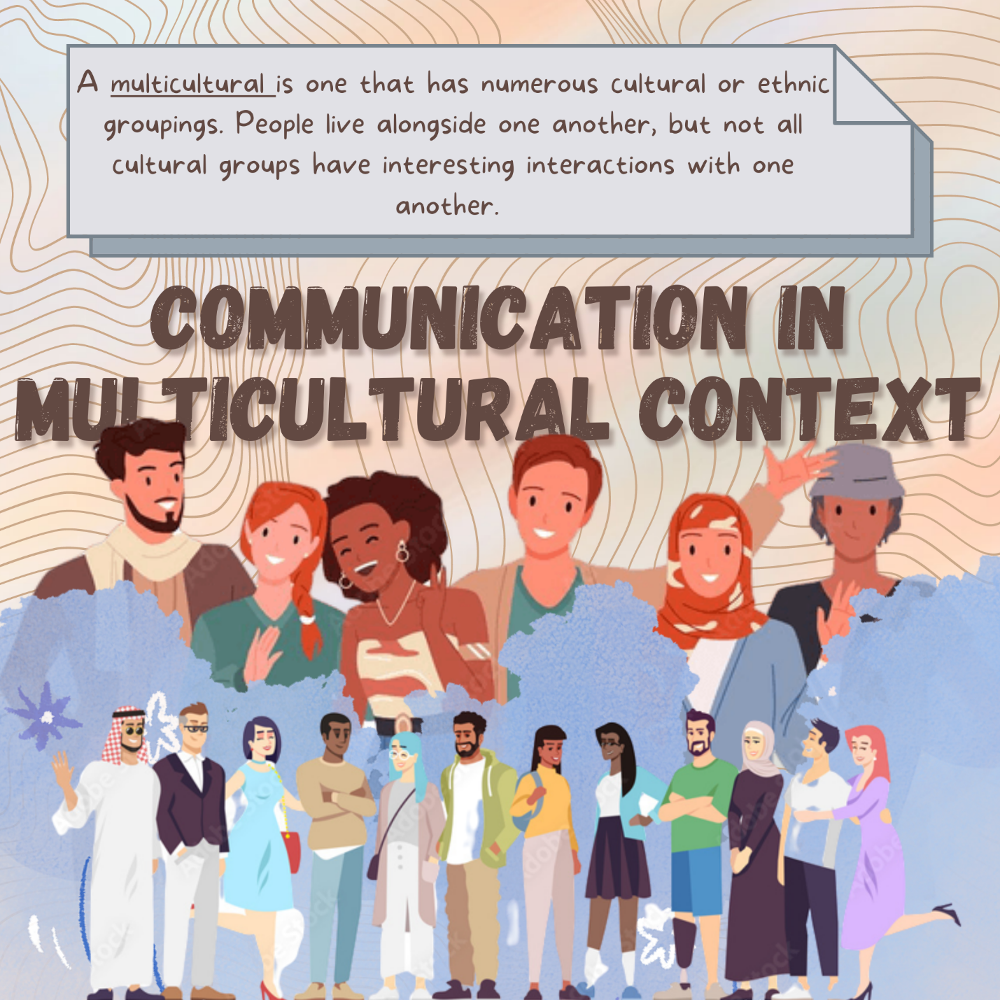 A multicultural is one that has numerous cultural or ethnic
groupings. People live alongside one another, but not all
cultural groups have interesting interactions with one
another.
COMMUNICATION IN
MULTICULTURAL CONTEXT